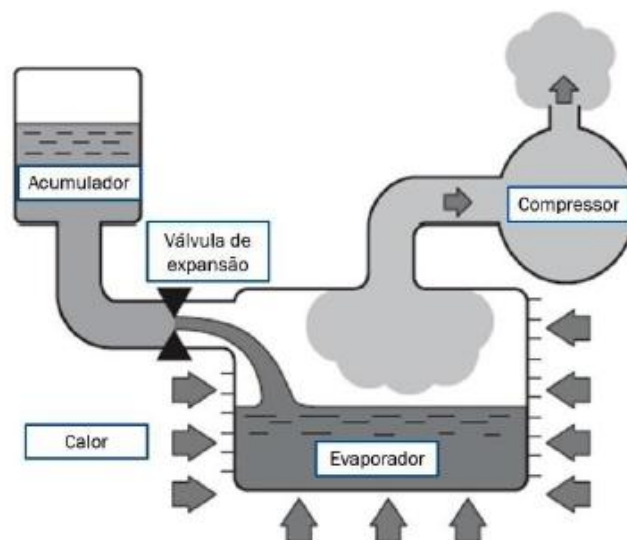 Acumulador
Válvula de
expansão
Compressor
Calor
Evaporador